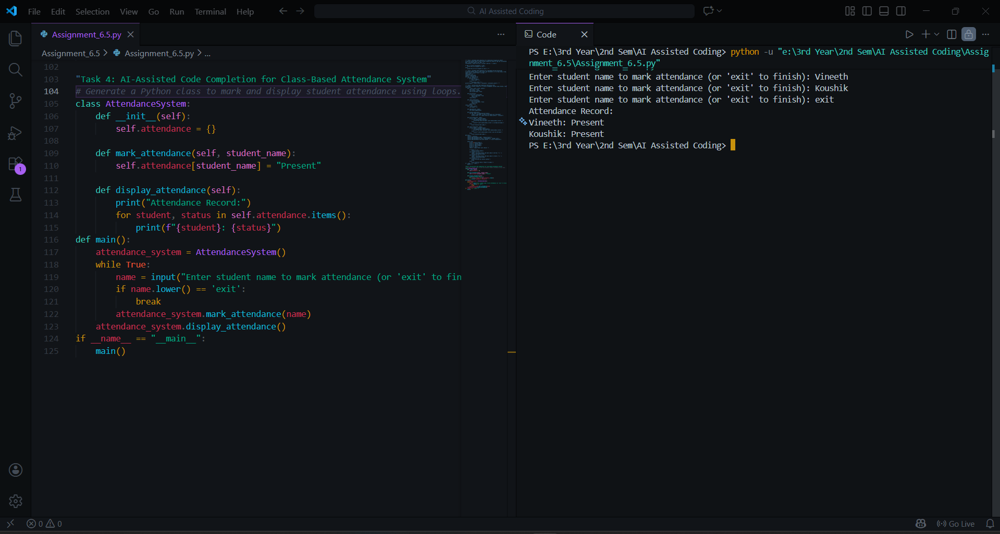 File Edit Selection View Go Run Terminal Help
AI Assisted Coding
Assignment_6.5.py
Assignment_6.5 > Assignment_6.5.py > ...
102
103 "Task 4: AI-Assisted Code Completion for Class-Based Attendance System"
104 # Generate a Python class to mark and display student attendance using loops.
105 class AttendanceSystem:
106     def __init__(self):
107         self.attendance = {}
108
109     def mark_attendance(self, student_name):
110         self.attendance[student_name] = "Present"
111
112     def display_attendance(self):
113         print("Attendance Record:")
114         for student, status in self.attendance.items():
115             print(f"{student}: {status}")
116 def main():
117     attendance_system = AttendanceSystem()
118     while True:
119         name = input("Enter student name to mark attendance (or 'exit' to fin
120         if name.lower() == 'exit':
121             break
122         attendance_system.mark_attendance(name)
123     attendance_system.display_attendance()
124 if __name__ == "__main__":
125     main()
Code
PS E:\3rd Year\2nd Sem\AI Assisted Coding> python -u "e:\3rd Year\2nd Sem\AI Assisted Coding\Assig
nment_6.5\Assignment_6.5.py"
Enter student name to mark attendance (or 'exit' to finish): Vineeth
Enter student name to mark attendance (or 'exit' to finish): Koushik
Enter student name to mark attendance (or 'exit' to finish): exit
Attendance Record:
Vineeth: Present
Koushik: Present
PS E:\3rd Year\2nd Sem\AI Assisted Coding>
1
0 0
Go Live